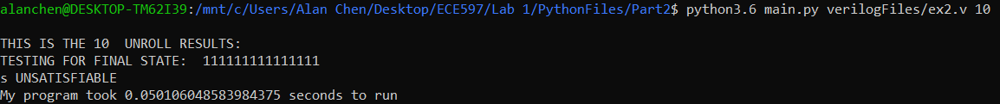 alanchen@DESKTOP-TM62I39:/mnt/c/Users/Alan Chen/Desktop/ECE597/Lab 1/PythonFiles/Part2$ python3.6 main.py verilogFiles/ex2.v 10
THIS IS THE 10  UNROLL RESULTS:
TESTING FOR FINAL STATE:  111111111111111
s UNSATISFIABLE
My program took 0.050106048583984375 seconds to run